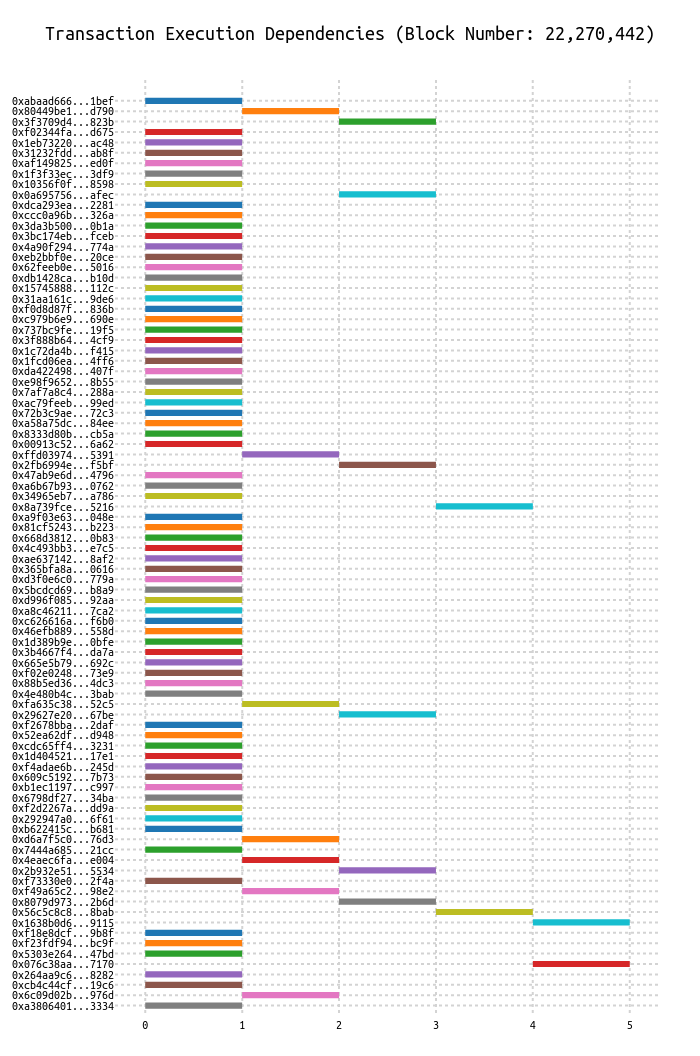 Transaction Execution Dependencies (Block Number: 22,270,442)
0xabaad666...1bef
0x80449be1...d790
0x3f3709d4...823b
0xf02344fa...d675
0x1eb73220...ac48
0x31232fdd...ab8f
0xaf149825...ed0f
0x1f3f33ec...3df9
0x10356f0f...8598
0x0a695756...afec
0xdca293ea...2281
0xccc0a96b...326a
0x3da3b500...0b1a
0x3bc174eb...fceb
0x4a90f294...774a
0xeb2bbf0e...20ce
0x62feeb0e...5016
0xdb1428ca...b10d
0x15745888...112c
0x31aa161c...9de6
0xf0d8d87f...836b
0xc979b6e9...690e
0x737bc9fe...19f5
0x3f888b64...4cf9
0x1c72da4b...f415
0x1fcd06ea...4ff6
0xda422498...407f
0xe98f9652...8b55
0x7af7a8c4...288a
0xac79feeb...99ed
0x72b3c9ae...72c3
0xa58a75dc...84ee
0x8333d80b...cb5a
0x00913c52...6a62
0xffd03974...5391
0x2fb6994e...f5bf
0x47ab9e6d...4796
0xa6b67b93...0762
0x34965eb7...a786
0x8a739fce...5216
0xa9f03e63...048e
0x81cf5243...b223
0x668d3812...0b83
0x4c493bb3...e7c5
0xae637142...8af2
0x365bfa8a...0616
0xd3f0e6c0...779a
0x5bcdcd69...b8a9
0xd996f085...92aa
0xa8c46211...7ca2
0xc626616a...f6b0
0x46efb889...558d
0x1d389b9e...0bfe
0x3b4667f4...da7a
0x665e5b79...692c
0xf02e0248...73e9
0x88b5ed36...4dc3
0x4e480b4c...3bab
0xfa635c38...52c5
0x29627e20...67be
0xf2678bba...2daf
0x52ea62df...d948
0xcdc65ff4...3231
0x1d404521...17e1
0xf4adae6b...245d
0x609c5192...7b73
0xb1ec1197...c997
0x6798df27...34ba
0xf2d2267a...dd9a
0x292947a0...6f61
0xb622415c...b681
0xd6a7f5c0...76d3
0x7444a685...21cc
0x4eaec6fa...e004
0x2b932e51...5534
0xf73330e0...2f4a
0xf49a65c2...98e2
0x8079d973...2b6d
0x56c5c8c8...8bab
0x1638b0d6...9115
0xf18e8dcf...9b8f
0xf23fdf94...bc9f
0x5303e264...47bd
0x076c38aa...7170
0x264aa9c6...8282
0xcb4c44cf...19c6
0x6c09d02b...976d
0xa3806401...3334
0 1 2 3 4 5